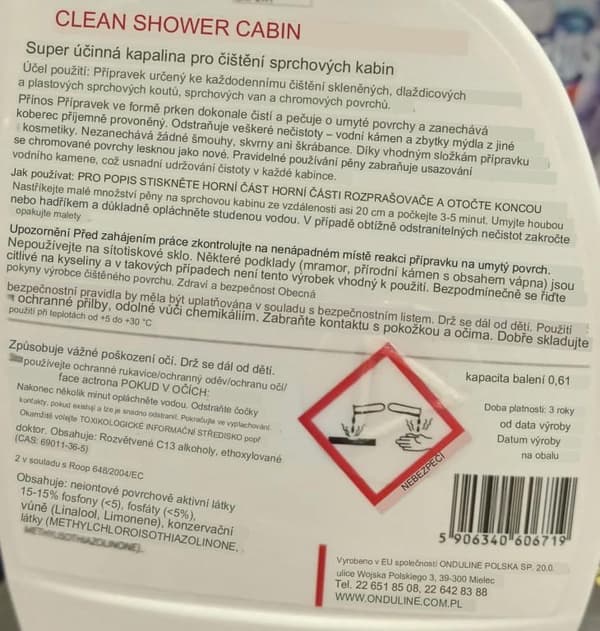 CLEAN SHOWER CABIN
Super účinná kapalina pro čištění sprchových kabin
Účel použití: Přípravek určený ke každodennímu čištění skleněných, dlaždicových
a plastových sprchových koutů, sprchových van a chromových povrchů.
Přínos Přípravek ve formě prken dokonale čistí a pečuje o umyté povrchy a zanechává
koberec příjemně provoněný. Odstraňuje veškeré nečistoty – vodní kámen a zbytky mýdla z jiné
kosmetiky. Nezanechává žádné šmouhy, skvrny ani škrábance. Díky vhodným složkám přípravku
se chromované povrchy lesknou jako nové. Pravidelné používání pěny zabraňuje usazování
vodního kamene, což usnadní udržování čistoty v každé kabince.
Jak používat: PRO POPIS STISKNĚTE HORNÍ ČÁST HORNÍ ČÁSTI ROZPRAŠOVAČE A OTOČTE KONCOU
Nastříkejte malé množství pěny na sprchovou kabinu ze vzdálenosti asi 20 cm a počkejte 3-5 minut. Umyjte houbou
nebo hadříkem a důkladně opláchněte studenou vodou. V případě obtížně odstranitelných nečistot zakročte
opakujte malety
Upozornění Před zahájením práce zkontrolujte na nenápadném místě reakci přípravku na umytý povrch.
Nepoužívejte na sítotiskové sklo. Některé podklady (mramor, přírodní kámen s obsahem vápna) jsou
citlivé na kyseliny a v takových případech není tento výrobek vhodný k použití. Bezpodmínečně se řiďte
pokyny výrobce čištěného povrchu. Zdraví a bezpečnost Obecná
bezpečnostní pravidla by měla být uplatňována v souladu s bezpečnostním listem. Drž se dál od dětí. Použití
ochranné přilby, odolné vůči chemikáliím. Zabraňte kontaktu s pokožkou a očima. Dobře skladujte
použití při teplotách od +5 do +30 °C
Způsobuje vážné poškození očí. Drž se dál od dětí.
používejte ochranné rukavice/ochranný oděv/ochranu očí/
face actrona POKUD V OČÍCH:
Nakonec několik minut oplachněte vodou. Odstraňte čočky
kontakty, pokud existují a lze je snadno odstranit. Pokračujte ve vyplachování.
Okamžitě volejte TOXIKOLOGICKÉ INFORMAČNÍ STŘEDISKO popř
doktor. Obsahuje: Rozvětvené C13 alkoholy, ethoxylované
(CAS: 69011-36-5)
2 v souladu s Roop 648/2004/EC
Obsahuje: neiontové povrchově aktivní látky
15-15% fosfony (<5), fosfáty (<5%),
vůně (Linalool, Limonene), konzervační
látky (METHYLCHLOROISOTHIAZOLINONE,
METHYLISOTHIAZOLINONE).
NEBEZPEČÍ
kapacita balení 0,61
Doba platnosti: 3 roky
od data výroby
Datum výroby
na obalu
5 906340 606719
Vyrobeno v EU společností ONDULINE POLSKA SP. 20.0.
ulice Wojska Polskiego 3, 39-300 Mielec
Tel. 22 651 85 08, 22 642 83 88
WWW.ONDULINE.COM.PL